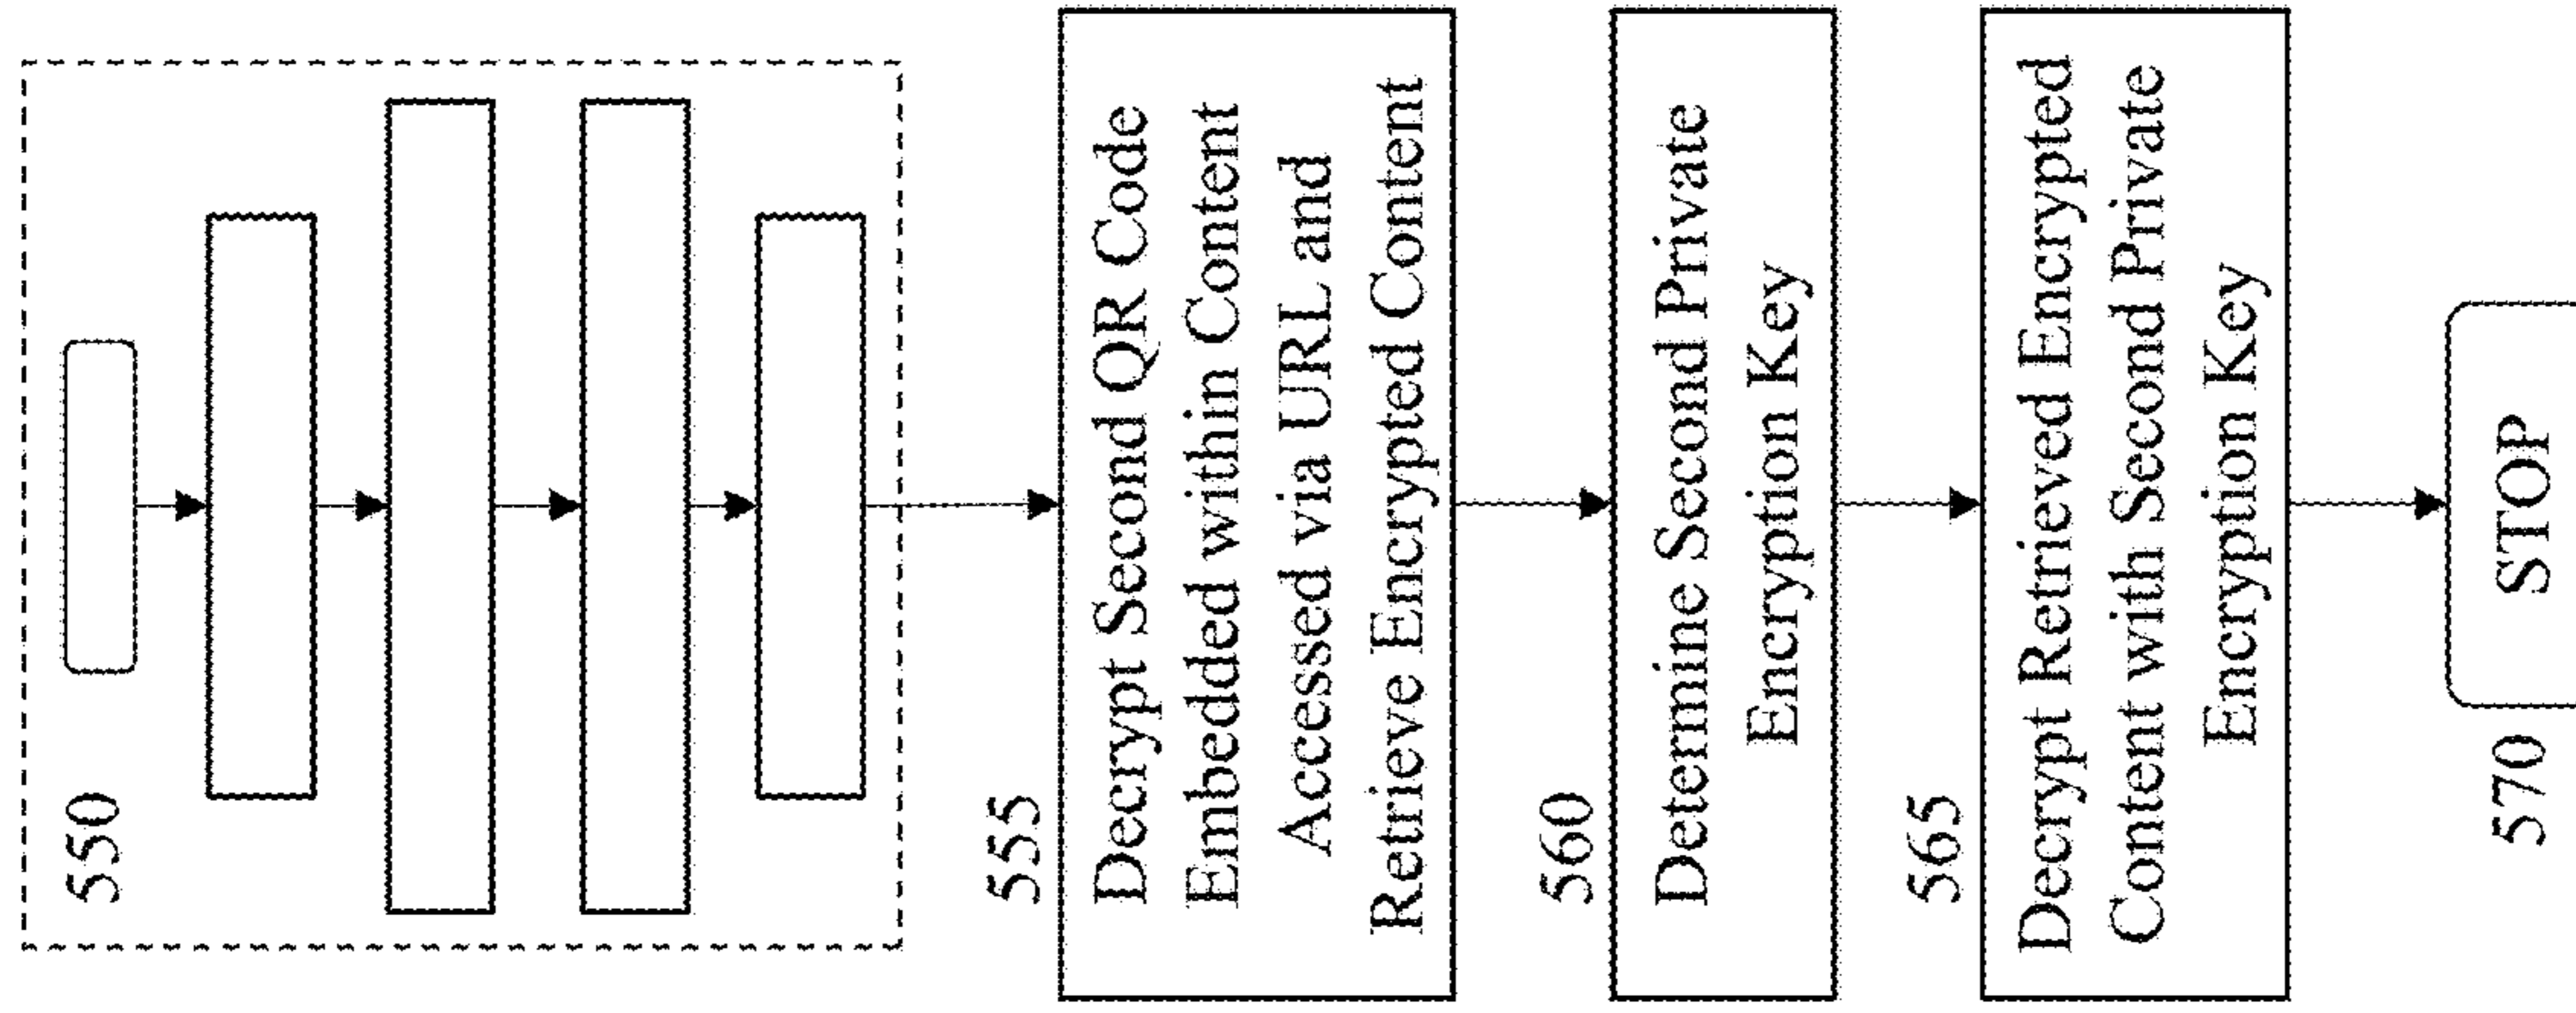 550
555
Decrypt Second QR Code
Embedded within Content
Accessed via URL and
Retrieve Encrypted Content
560
Determine Second Private
Encryption Key
565
Decrypt Retrieved Encrypted
Content with Second Private
Encryption Key
570
STOP